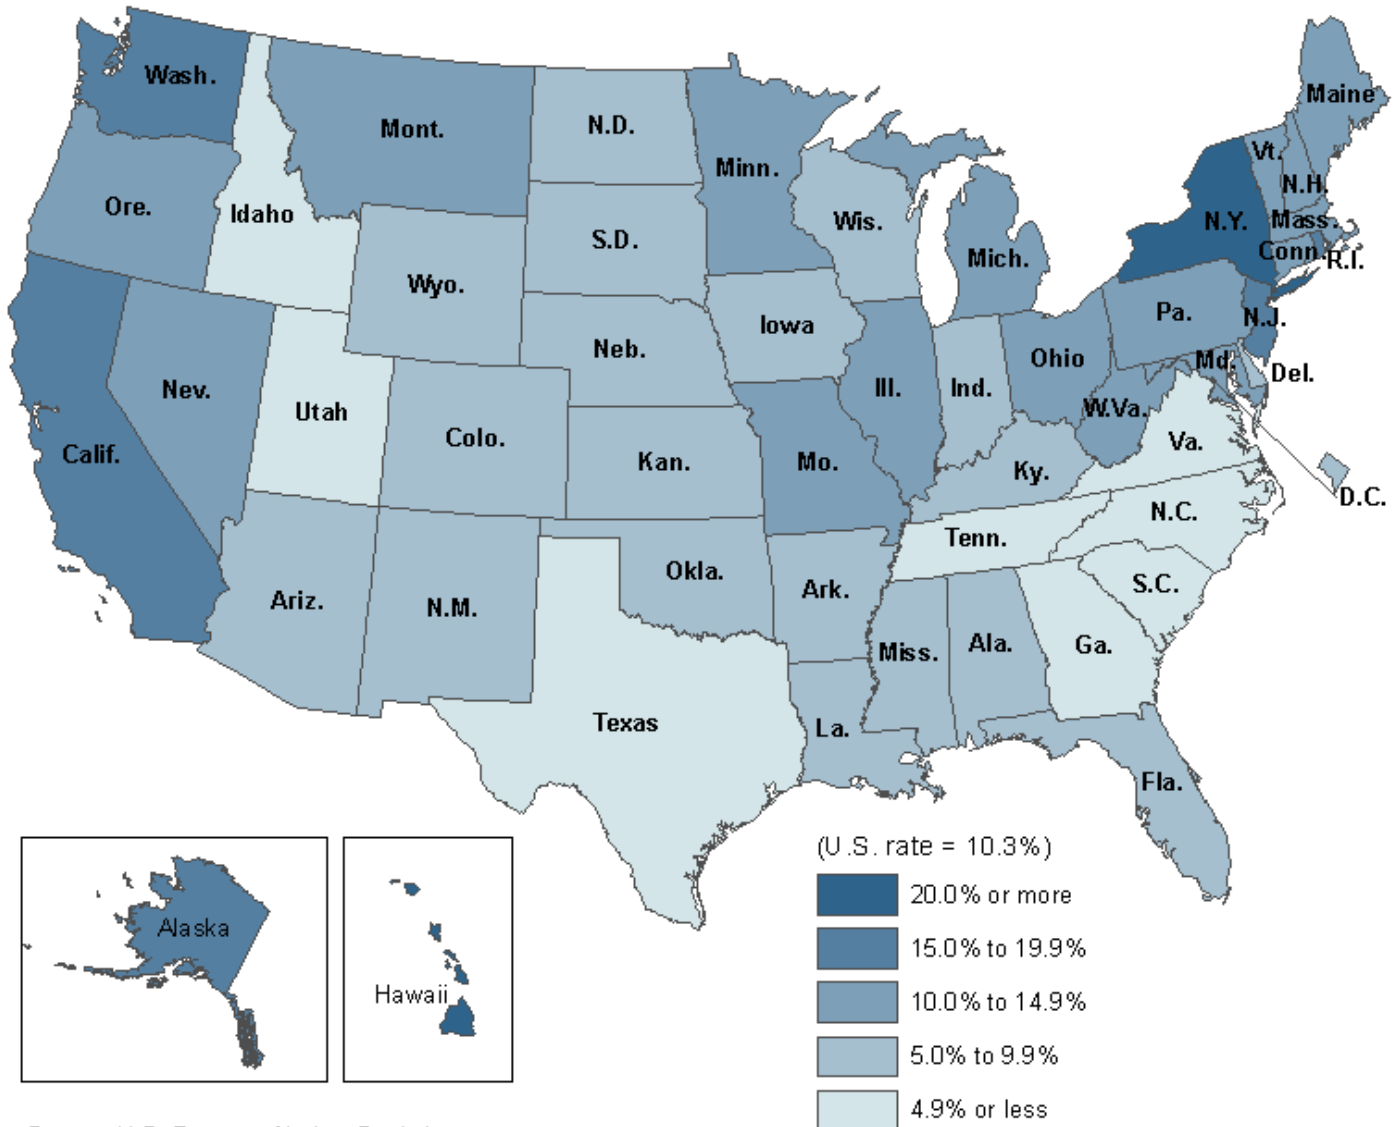 Wash.
Mont.
N.D.
Minn.
Maine
Vt.
N.H.
Ore.
Idaho
S.D.
Wis.
Mich.
N.Y.
Mass.
Conn.
R.I.
Wyo.
Iowa
Neb.
Pa.
N.J.
Nev.
Utah
Colo.
Kan.
Mo.
Ill.
Ind.
Ohio
Md.
Del.
W.Va.
Va.
Calif.
Ky.
D.C.
N.C.
Tenn.
S.C.
Ariz.
N.M.
Okla.
Ark.
Miss.
Ala.
Ga.
Texas
La.
Fla.
Alaska
Hawaii
(U.S. rate = 10.3%)
20.0% or more
15.0% to 19.9%
10.0% to 14.9%
5.0% to 9.9%
4.9% or less